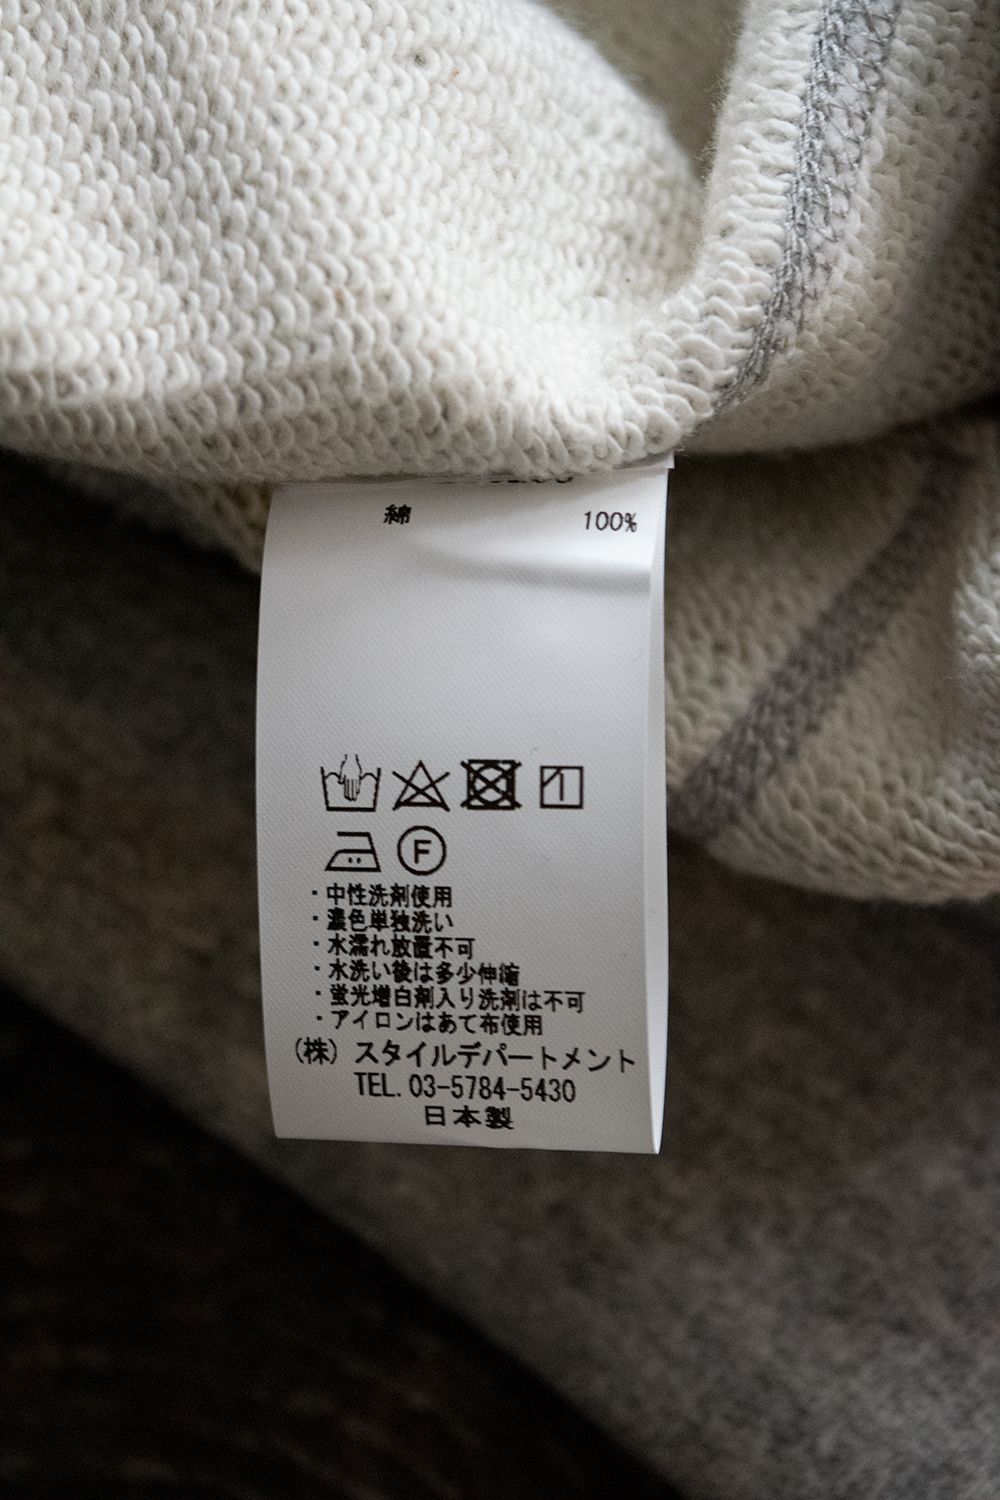 綿 100%
F
・中性洗剤使用
・濃色単独洗い
・水濡れ放置不可
・水洗い後は多少伸縮
・蛍光増白剤入り洗剤は不可
・アイロンはあて布使用
(株) スタイルデパートメント
TEL. 03-5784-5430
日本製